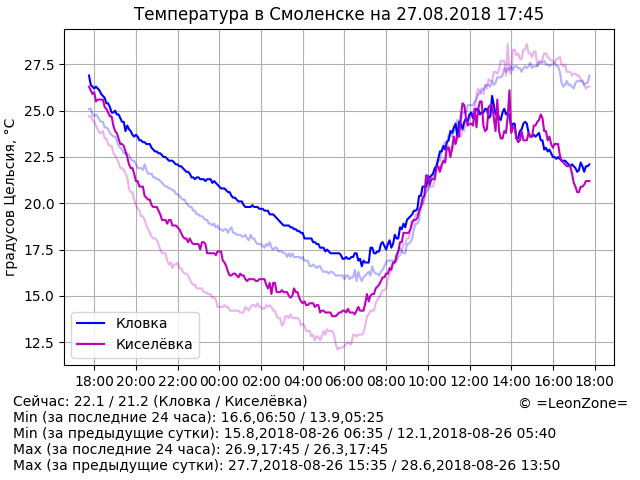 Температура в Смоленске на 27.08.2018 17:45
градусов Цельсия, °C
27.5
25.0
22.5
20.0
17.5
15.0
12.5
Кловка
Киселёвка
18:00 20:00 22:00 00:00 02:00 04:00 06:00 08:00 10:00 12:00 14:00 16:00 18:00
Сейчас: 22.1 / 21.2 (Кловка / Киселёвка)
© =LeonZone=
Min (за последние 24 часа): 16.6,06:50 / 13.9,05:25
Min (за предыдущие сутки): 15.8,2018-08-26 06:35 / 12.1,2018-08-26 05:40
Max (за последние 24 часа): 26.9,17:45 / 26.3,17:45
Max (за предыдущие сутки): 27.7,2018-08-26 15:35 / 28.6,2018-08-26 13:50